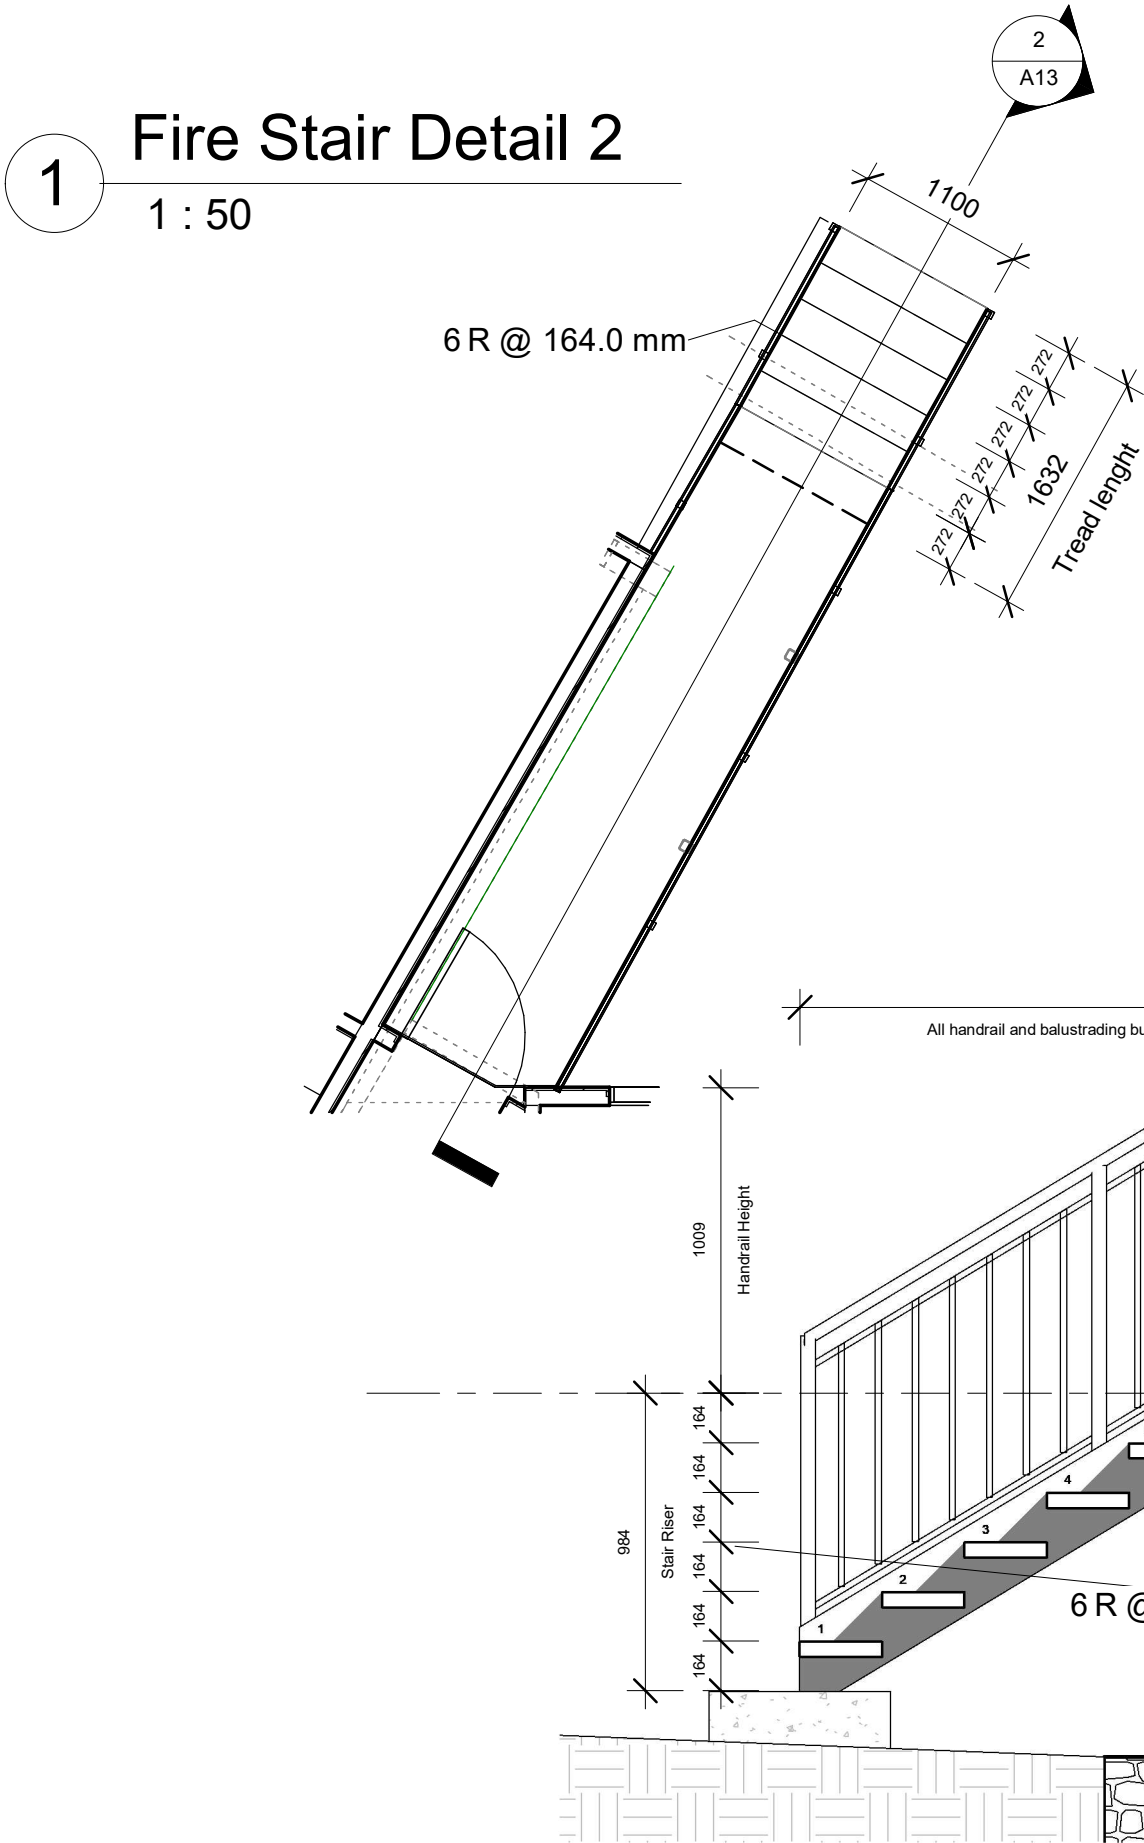 2
A13
Fire Stair Detail 2
1
1 : 50
1100
6 R @ 164.0 mm
272
272
272
272
272
272
1632
Tread lenght
All handrail and balustrading bu
1009
Handrail Height
984
Stair Riser
164
164
164
164
164
164
4
3
2
1
6 R @